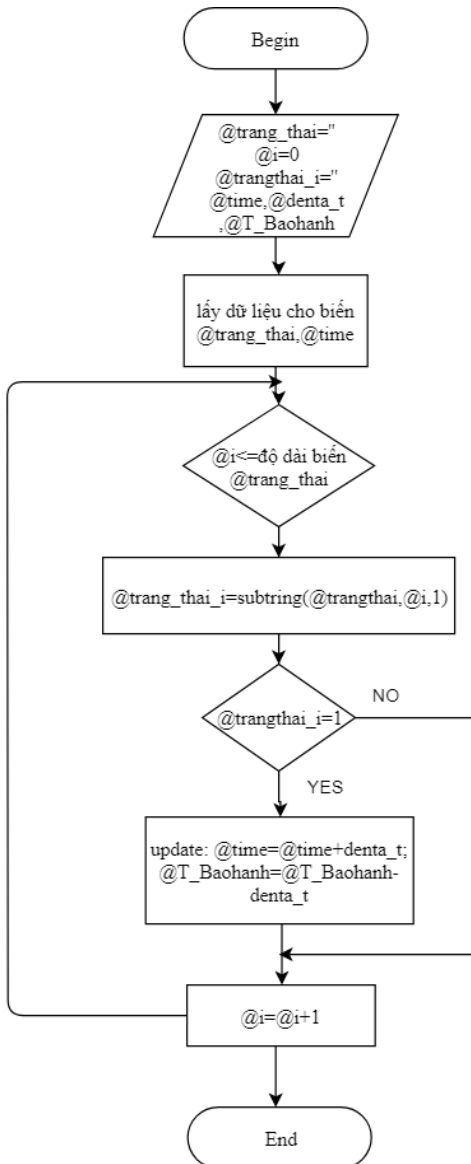 Begin
@trang_thai="
@i=0
@trangthai_i="
@time,@denta_t
,@T_Baohanh
lấy dữ liệu cho biến
@trang_thai,@time
@i<=độ dài biến
@trang_thai
@trang_thai_i=subtring(@trangthai,@i,1)
@trangthai_i=1
NO
YES
update: @time=@time+denta_t;
@T_Baohanh=@T_Baohanh-
denta_t
@i=@i+1
End